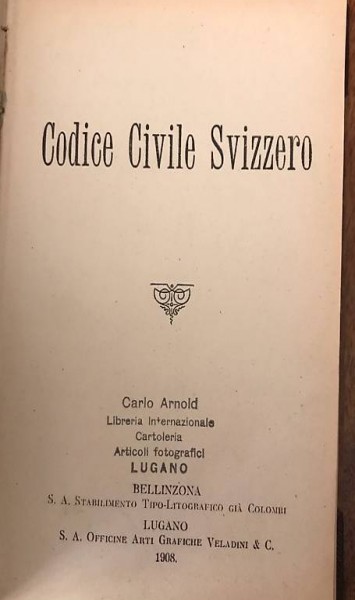 Codice Civile Svizzero
Carlo Arnold
Libreria Internazionale
Cartoleria
Articoli fotografici
LUGANO
BELLINZONA
S. A. Stabilimento Tipo-Litografico già Colombi
LUGANO
S. A. Officine Arti Grafiche Veladini & C.
1908.